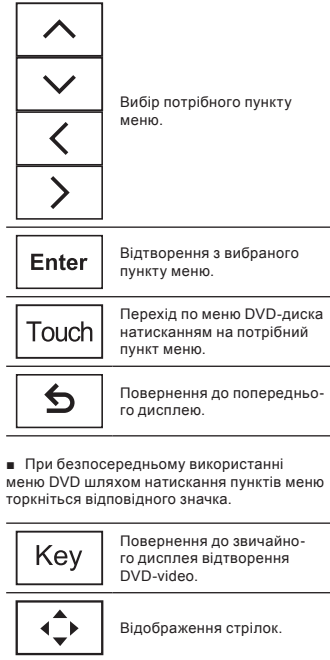 Вибір потрібного пункту
меню.
Enter
Відтворення з вибраного
пункту меню.
Touch
Перехід по меню DVD-диска
натисканням на потрібний
пункт меню.
Повернення до попередньо-
го дисплею.
■ При безпосередньому використанні
меню DVD шляхом натискання пунктів меню
торкніться відповідного значка.
Key
Повернення до звичайно-
го дисплея відтворення
DVD-video.
Відображення стрілок.